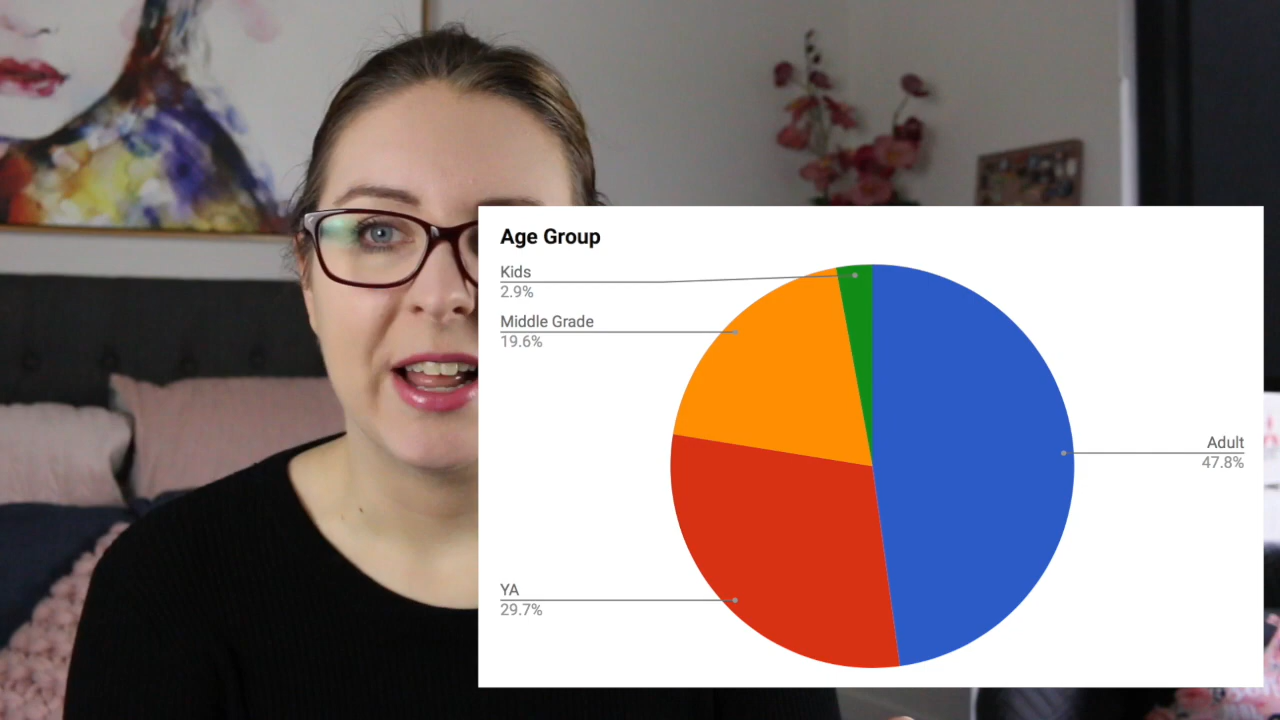 Age Group
Kids
2.9%
Middle Grade
19.6%
Adult
47.8%
YA
29.7%